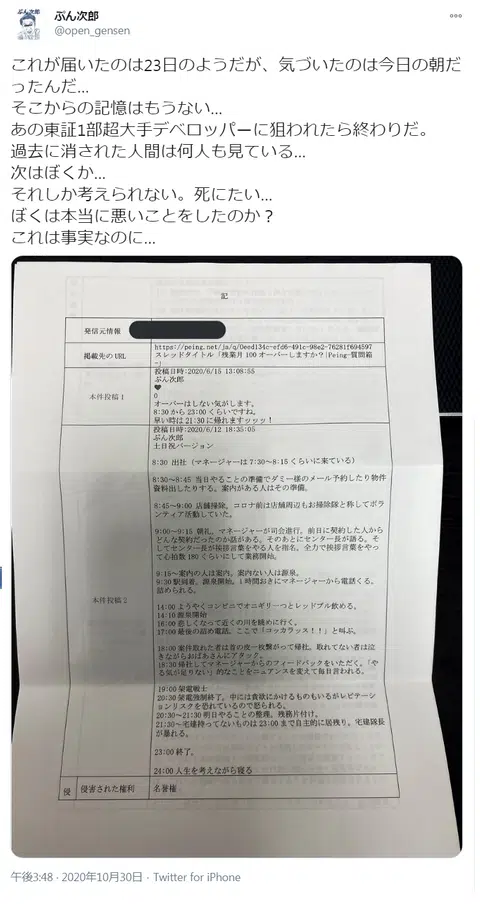 ぷん次郎
@open_gensen
これが届いたのは23日のようだが、気づいたのは今日の朝だ
ったんだ...
そこからの記憶はもうない...
あの東証1部超大手デベロッパーに狙われたら終わりだ。
過去に消された人間は何人も見ている...
次はぼくか...
それしか考えられない。死にたい...
ぼくは本当に悪いことをしたのか？
これは事実なのに...
記
発信元情報
掲載先のURL
https://peing.net/ja/q/0eed134c-efd6-491c-98e2-76281f694597
スレッドタイトル「残業月100オーバーしますか？|Peing-質問箱
-」
本件投稿1
投稿日時:2020/6/15 13:08:55
ぷん次郎
♥
0
オーバーはしない気がします。
8:30から23:00くらいですね。
早い時は21:30に帰れますッッッ！
本件投稿2
投稿日時:2020/6/12 18:35:05
ぷん次郎
土日祝バージョン
8:30 出社（マネージャーは7:30～8:15くらいに来ている）
8:30～8:45 当日やることの準備でダミー様のメール予約したり物件
資料出したりする。案内がある人はその準備。
8:45～9:00 店舗掃除。コロナ前は店舗周辺もお掃除隊と称してボラ
ンティア活動していた。
9:00～9:15 朝礼。マネージャーが司会進行。前日に契約した人から
どんな契約だったのか話がある。そのあとにセンター長が語る。そ
してセンター長が挨拶言葉をやる人を指名。全力で挨拶言葉をやっ
て心拍数180くらいにして業務開始。
9:15～案内の人は案内。案内ない人は源泉。
9:30 駅到着。源泉開始。1時間おきにマネージャーから電話くる。
詰められる。
14:00 ようやくコンビニでオニギリ一つとレッドブル飲める。
14:10 源泉開始
16:00 悲しくなって近くの川を眺めに行く。
17:00 最後の詰め電話。ここで「コッカラッス！！」と叫ぶ。
18:00 案件取れた者は首の皮一枚繋がって帰社。取れてない者は泣
きながらおばあさんにアタック。
18:30 帰社してマネージャーからのフィードバックをいただく。「や
る気が足りない」的なことをニュアンスを変えて毎日言われる。
19:00 架電戦士
20:30 架電強制終了。中には貪欲にかけるものもいるがレピテーショ
ンリスクを恐れているので怒られる。
20:30～21:30 明日やることの整理。残務片付け。
21:30～宅建持ってないものは23:00まで自主的に居残り。宅建隊長
が暴れる。
23:00 終了。
24:00 人生を考えながら寝る
侵
侵害された権利
名誉権
午後3:48 · 2020年10月30日 · Twitter for iPhone